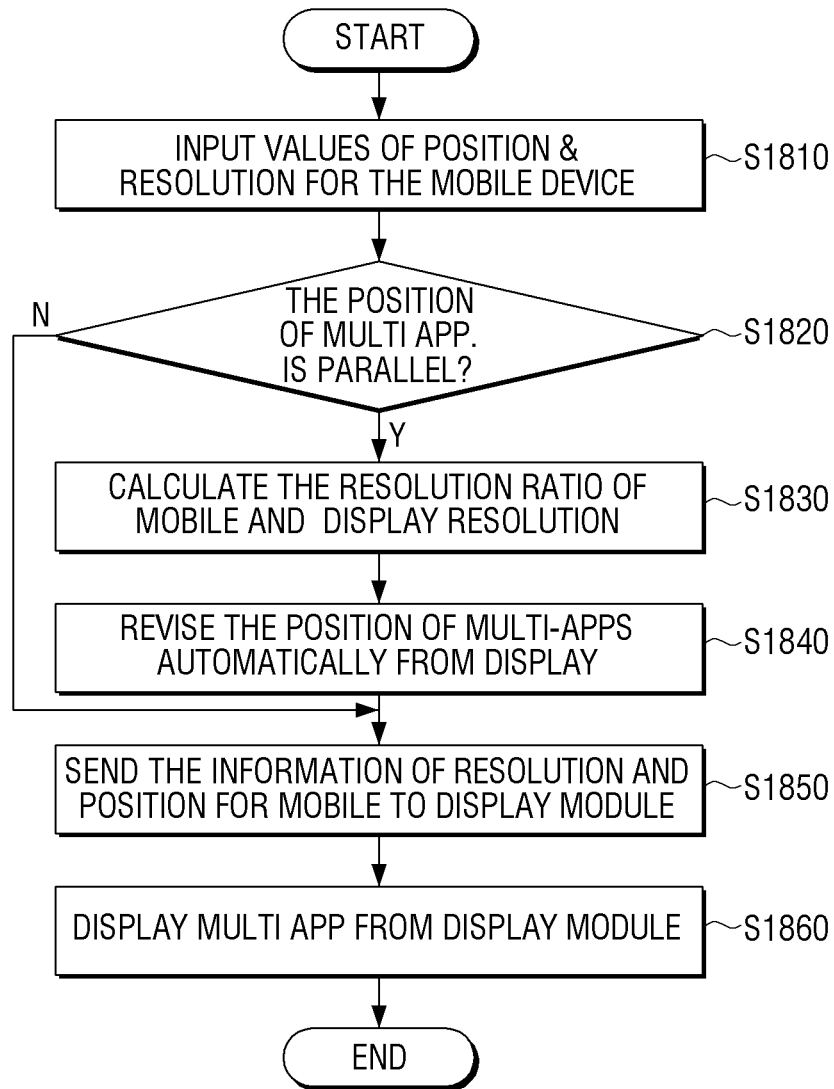 START
INPUT VALUES OF POSITION &
RESOLUTION FOR THE MOBILE DEVICE
S1810
THE POSITION
OF MULTI APP.
IS PARALLEL?
N
S1820
Y
CALCULATE THE RESOLUTION RATIO OF
MOBILE AND DISPLAY RESOLUTION
S1830
REVISE THE POSITION OF MULTI-APPS
AUTOMATICALLY FROM DISPLAY
S1840
SEND THE INFORMATION OF RESOLUTION AND
POSITION FOR MOBILE TO DISPLAY MODULE
S1850
DISPLAY MULTI APP FROM DISPLAY MODULE
S1860
END